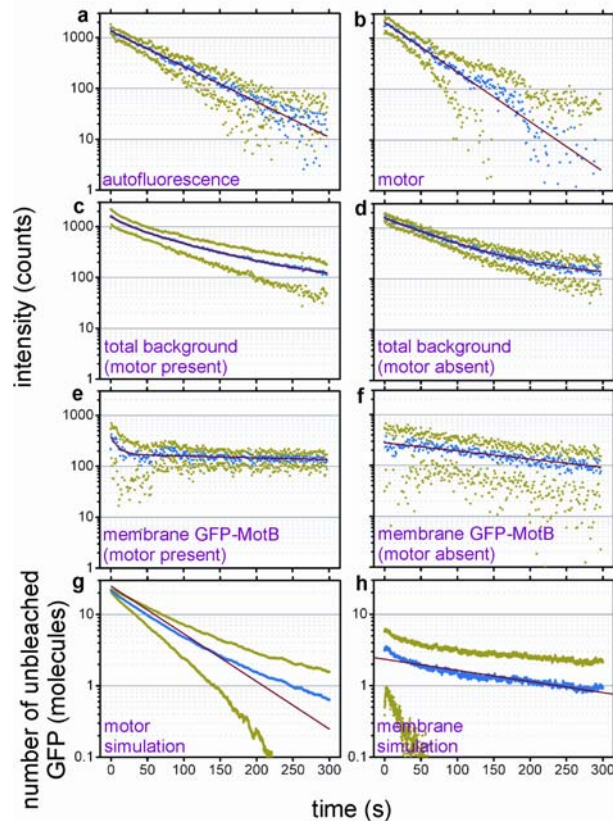 a
b
1000
100
10
1
autofluorescence
motor
c
d
1000
100
10
1
total background
(motor present)
total background
(motor absent)
e
f
1000
100
10
1
membrane GFP-MotB
(motor present)
membrane GFP-MotB
(motor absent)
intensity (counts)
g
h
10
1
0.1
motor
simulation
membrane
simulation
number of unbleached
GFP (molecules)
0 50 100 150 200 250 300
0 50 100 150 200 250 300
time (s)